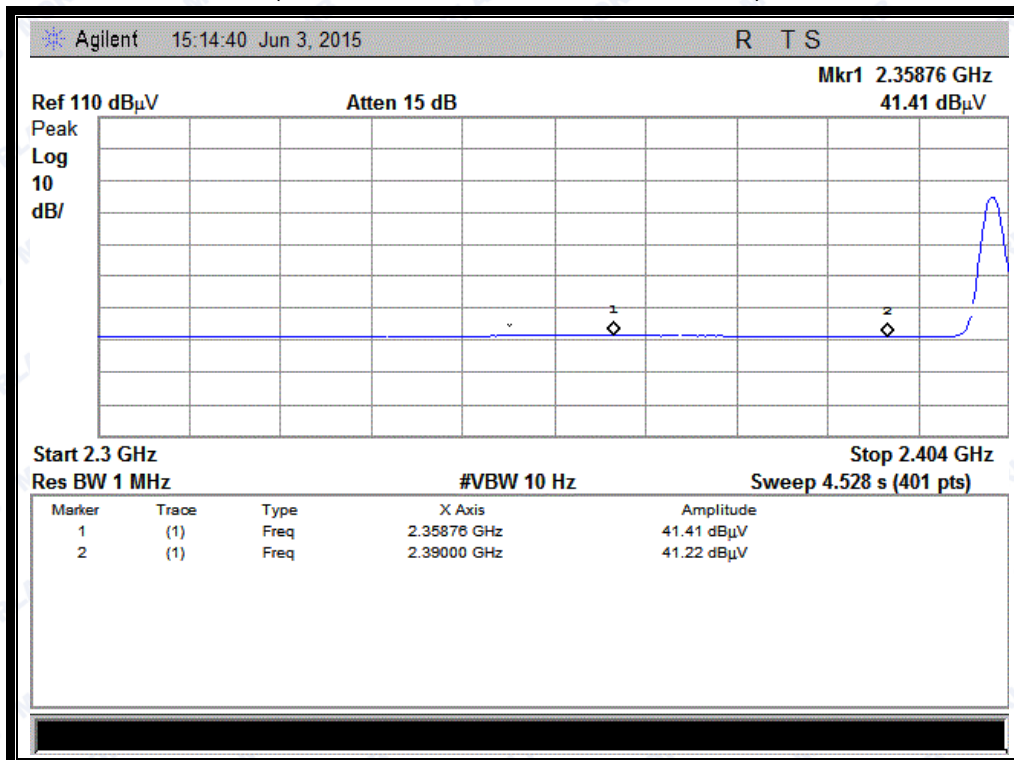 Agilent 15:14:40 Jun 3, 2015 R T S
Mkr1 2.35876 GHz
Ref 110 dBµV Atten 15 dB 41.41 dBµV
Peak
Log
10
dB/
1
2
Start 2.3 GHz Stop 2.404 GHz
Res BW 1 MHz #VBW 10 Hz Sweep 4.528 s (401 pts)
Marker Trace Type X Axis Amplitude
1 (1) Freq 2.35876 GHz 41.41 dBµV
2 (1) Freq 2.39000 GHz 41.22 dBµV